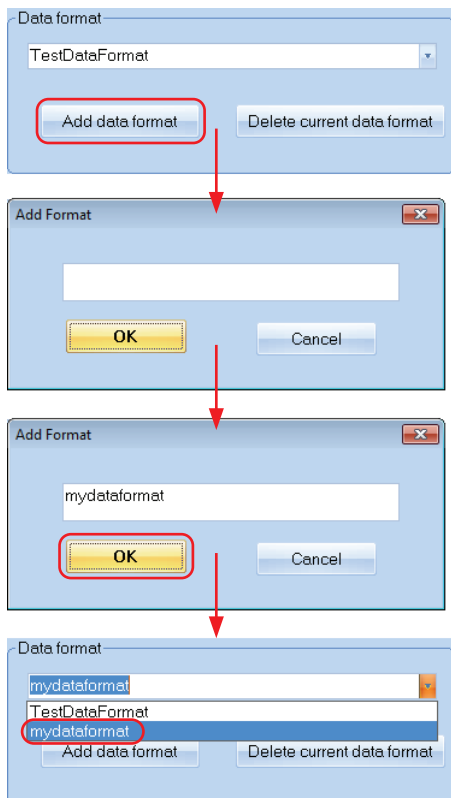 Data format
TestDataFormat
Add data format Delete current data format
Add Format
OK Cancel
Add Format
mydataformat
OK Cancel
Data format
mydataformat
TestDataFormat
mydataformat
Add data format Delete current data format